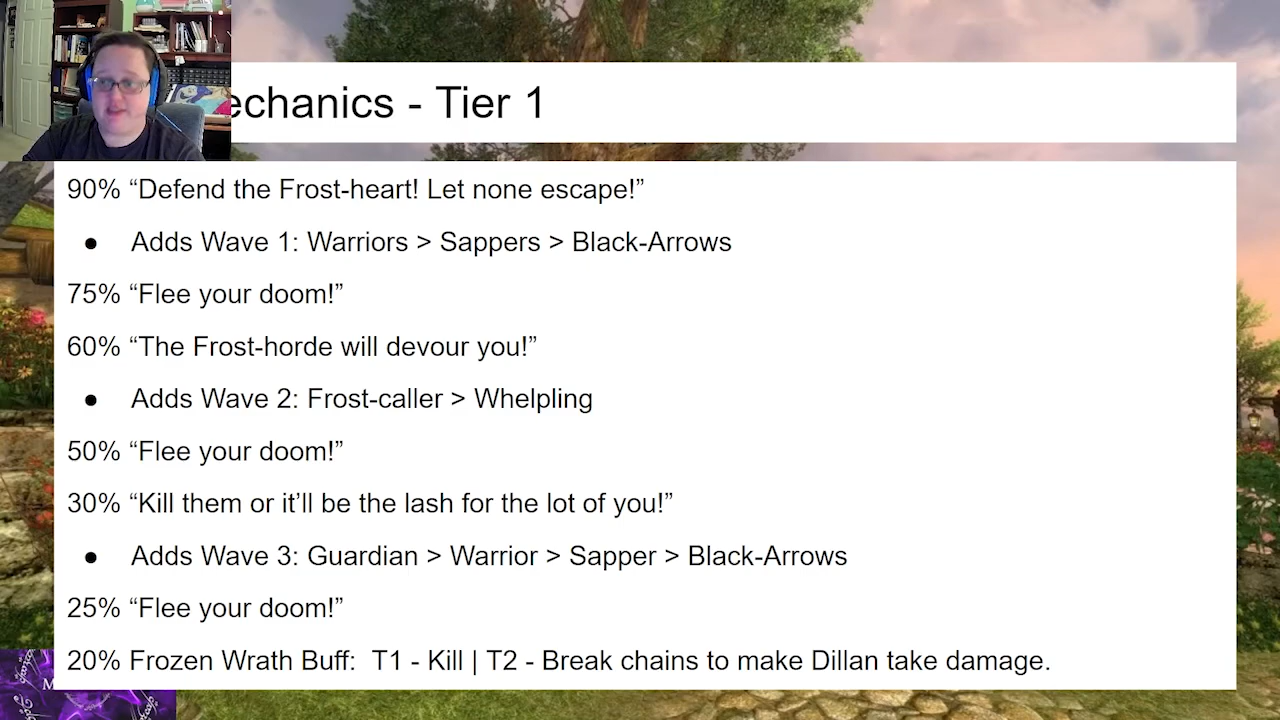 echanics - Tier 1
90% “Defend the Frost-heart! Let none escape!”
● Adds Wave 1: Warriors > Sappers > Black-Arrows
75% “Flee your doom!”
60% “The Frost-horde will devour you!”
● Adds Wave 2: Frost-caller > Whelpling
50% “Flee your doom!”
30% “Kill them or it’ll be the lash for the lot of you!”
● Adds Wave 3: Guardian > Warrior > Sapper > Black-Arrows
25% “Flee your doom!”
20% Frozen Wrath Buff:  T1 - Kill | T2 - Break chains to make Dillan take damage.